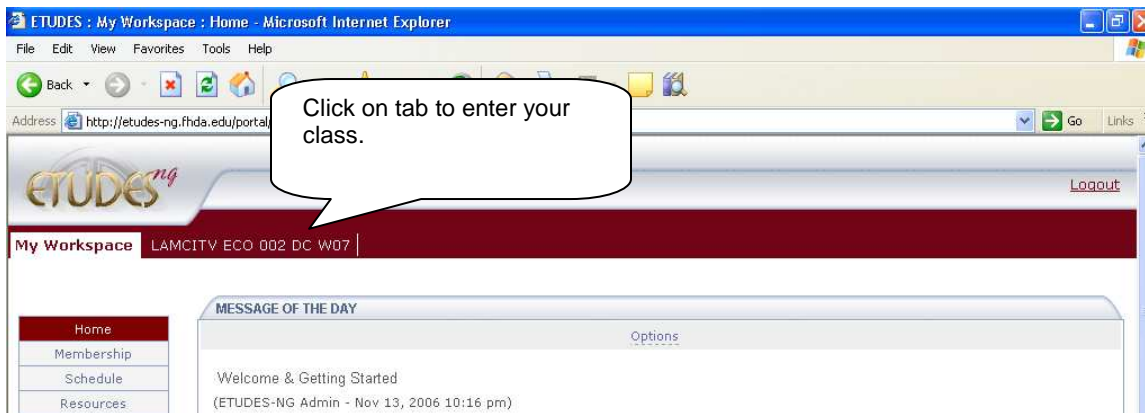 ETUDES : My Workspace : Home - Microsoft Internet Explorer
File Edit View Favorites Tools Help
Back
Click on tab to enter your
class.
Address http://etudes-ng.fhda.edu/portal/
Go Links
ETUDES ng
Logout
My Workspace LAMCITV ECO 002 DC W07
MESSAGE OF THE DAY
Home
Options
Membership
Schedule
Welcome & Getting Started
Resources
(ETUDES-NG Admin - Nov 13, 2006 10:16 pm)